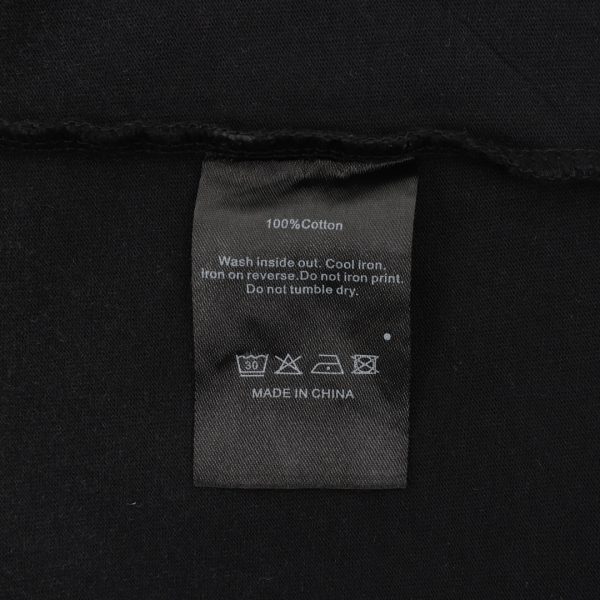 100%Cotton
Wash inside out. Cool iron.
Iron on reverse.Do not iron print.
Do not tumble dry.
30
MADE IN CHINA